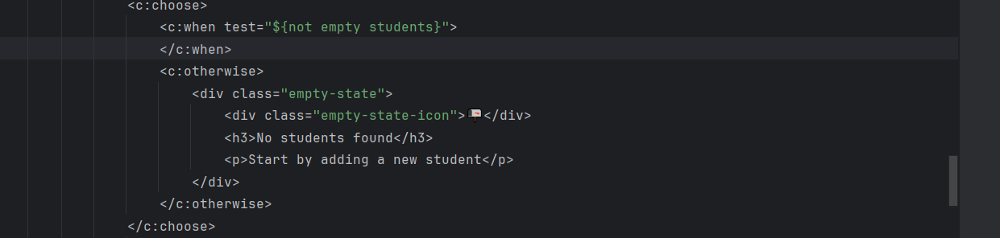 <c:choose>
<c:when test="${not empty students}">
</c:when>
<c:otherwise>
<div class="empty-state">
<div class="empty-state-icon">📭</div>
<h3>No students found</h3>
<p>Start by adding a new student</p>
</div>
</c:otherwise>
</c:choose>